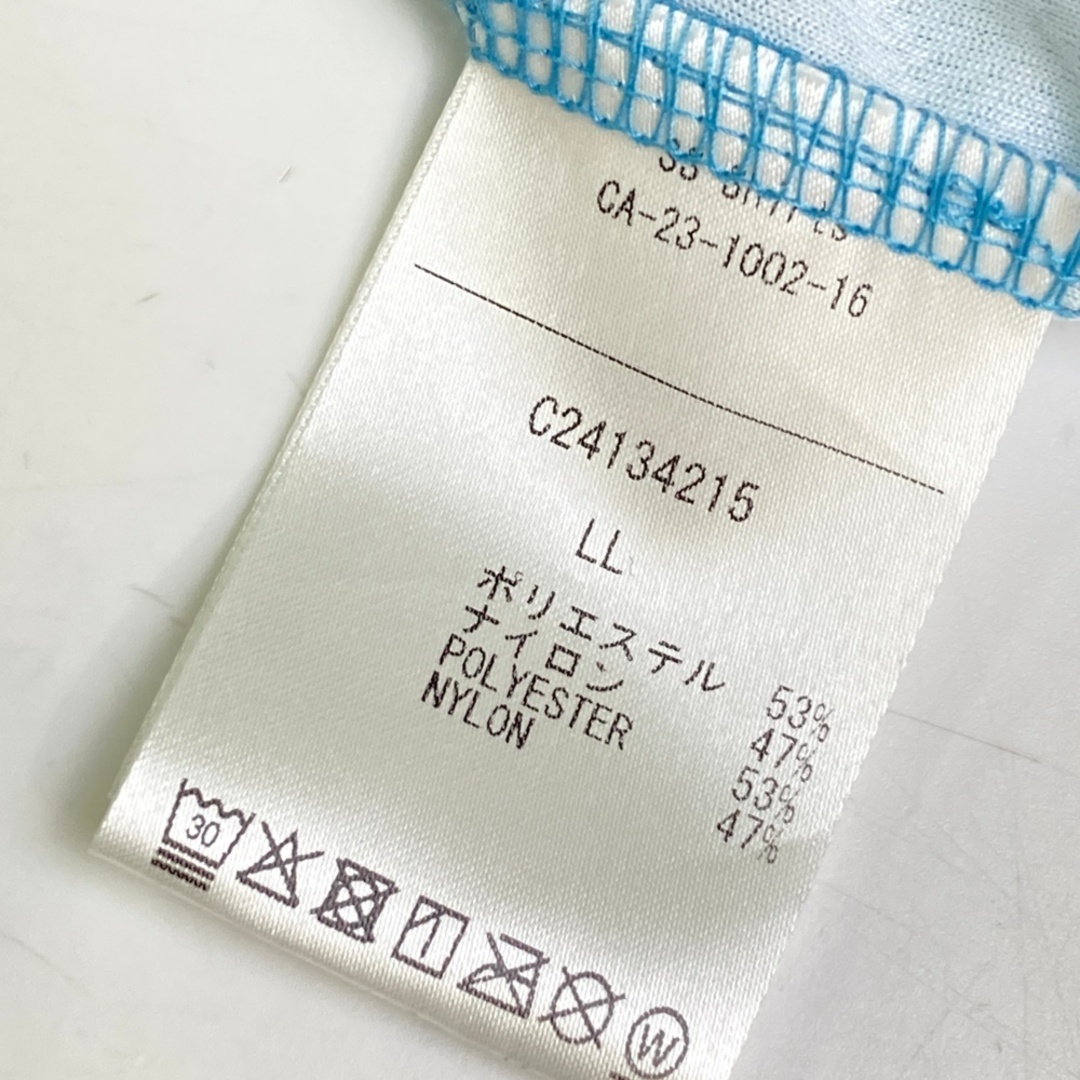 CA-23-1002-16
C24134215
LL
ポリエステル 53%
ナイロン 47%
POLYESTER 53%
NYLON 47%
30
W